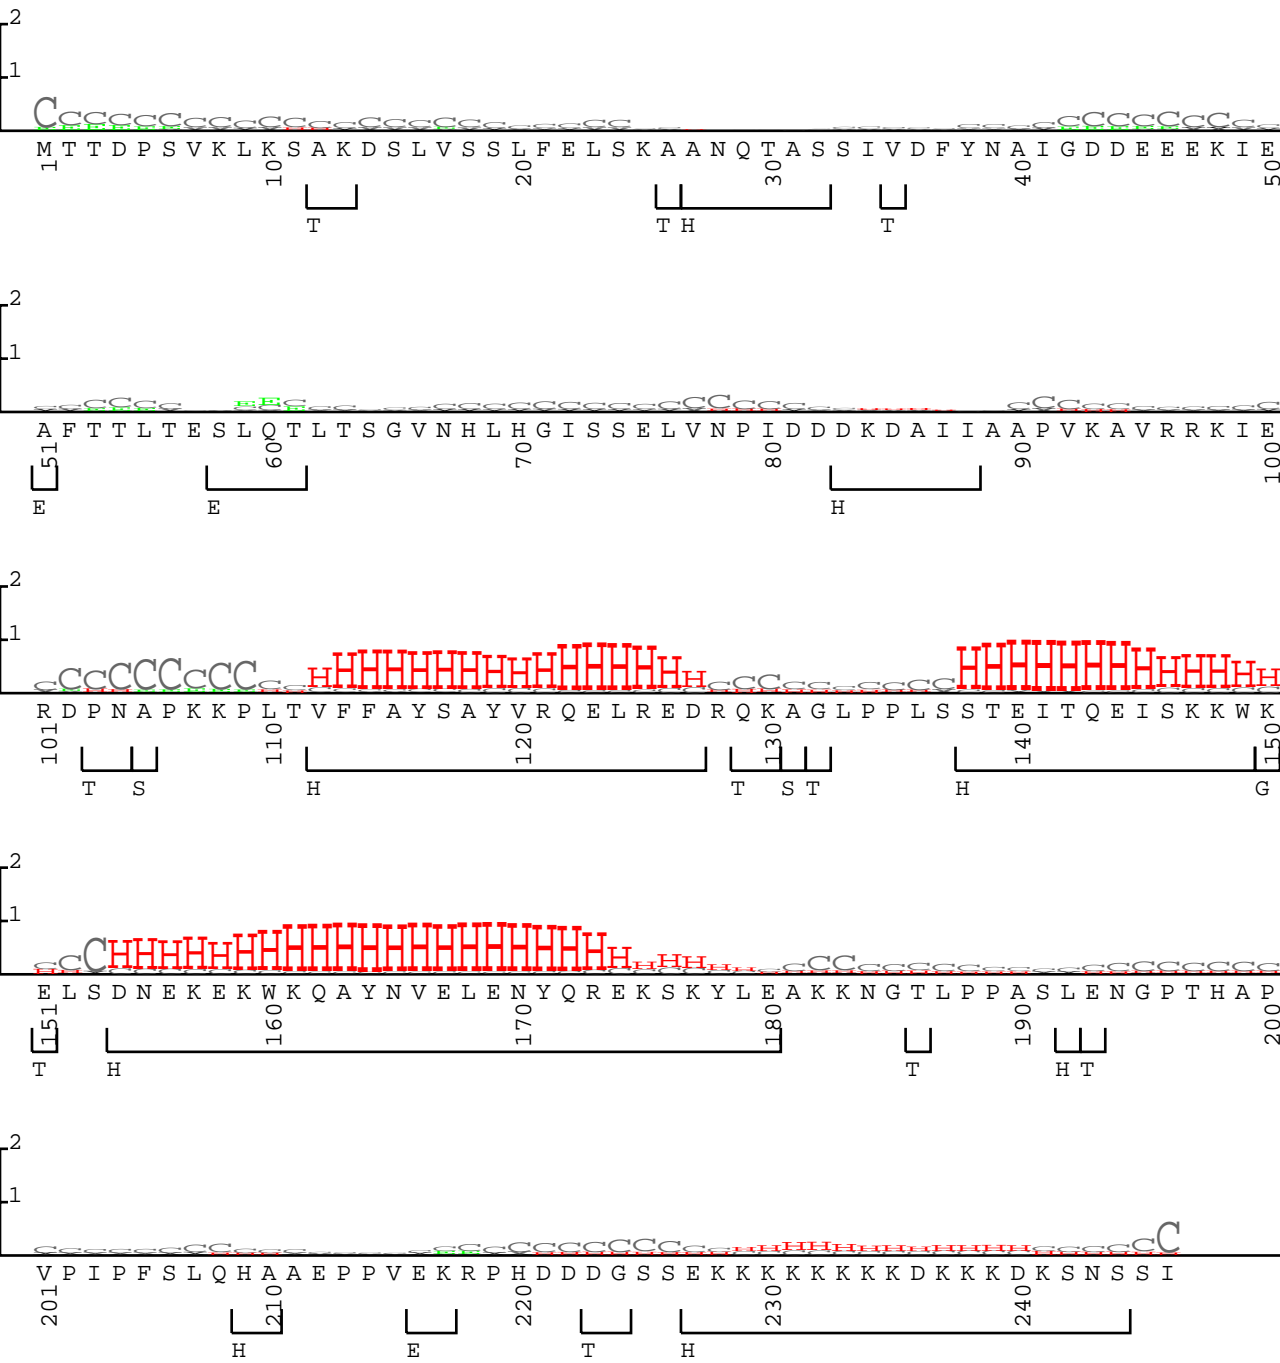 2
1
M T T D P S V K L K S A K D S L V S S L F E L S K A A N Q T A S S I V D F Y N A I G D D E E E K I E
1 10 20 30 40 50
T T H T
2
1
A F T T L T E S L Q T L T S G V N H L H G I S S E L V N P I D D D K D A I I A A P V K A V R R K I E
51 60 70 80 90 100
E E H
2
1
R D P N A P K K P L T V F F A Y S A Y V R Q E L R E D R Q K A G L P P L S S T E I T Q E I S K K W K
101 110 120 130 140 150
T S H T S T H G
2
1
E L S D N E K E K W K Q A Y N V E L E N Y Q R E K S K Y L E A K K N G T L P P A S L E N G P T H A P
151 160 170 180 190 200
T H T H T
2
1
V P I P F S L Q H A A E P P V E K R P H D D D G S S E K K K K K K K K D K K K D K S N S S I
201 210 220 230 240
H E T H